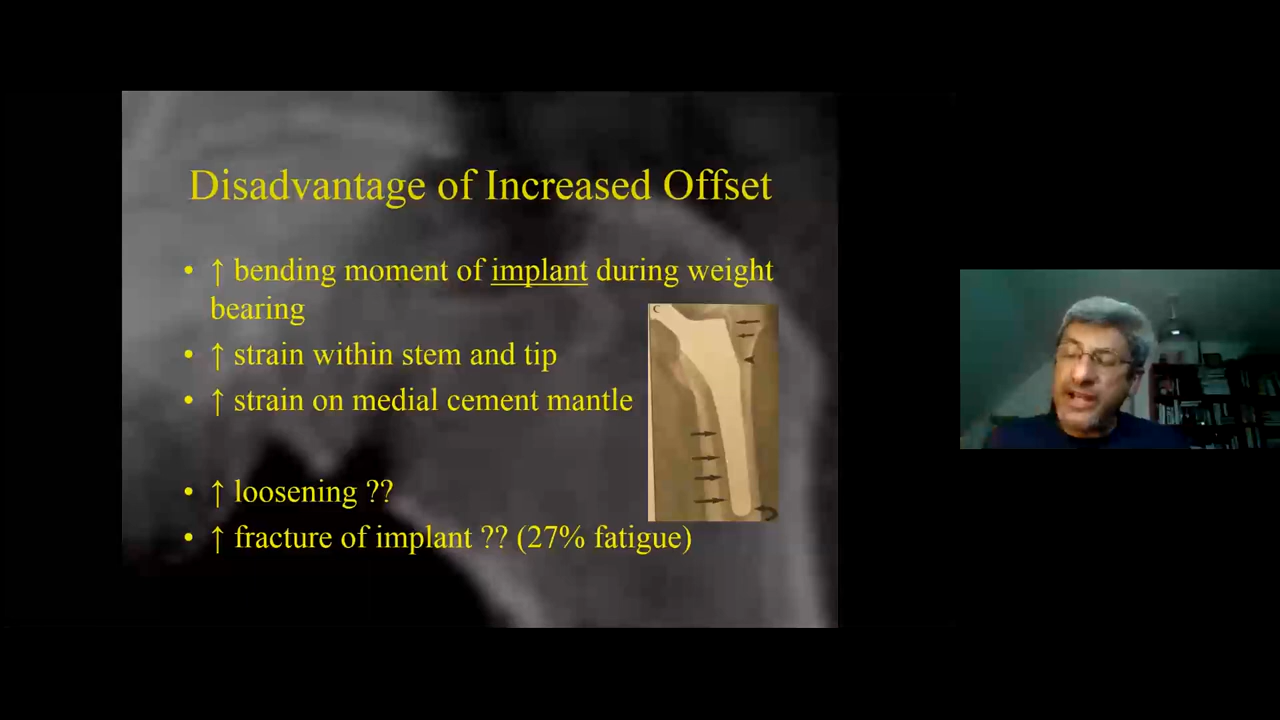 Disadvantage of Increased Offset
• ↑ bending moment of implant during weight
bearing
C
• ↑ strain within stem and tip
• ↑ strain on medial cement mantle
• ↑ loosening ??
• ↑ fracture of implant ?? (27% fatigue)